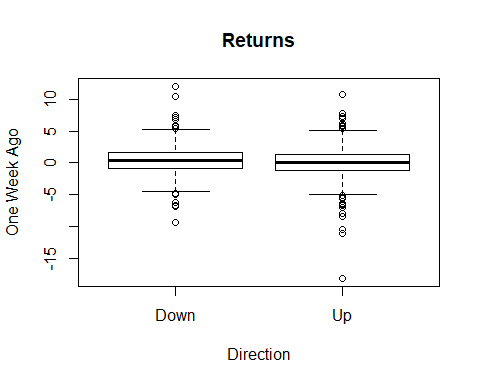 Returns
One Week Ago
10
5
0
-5
-15
Down Up
Direction